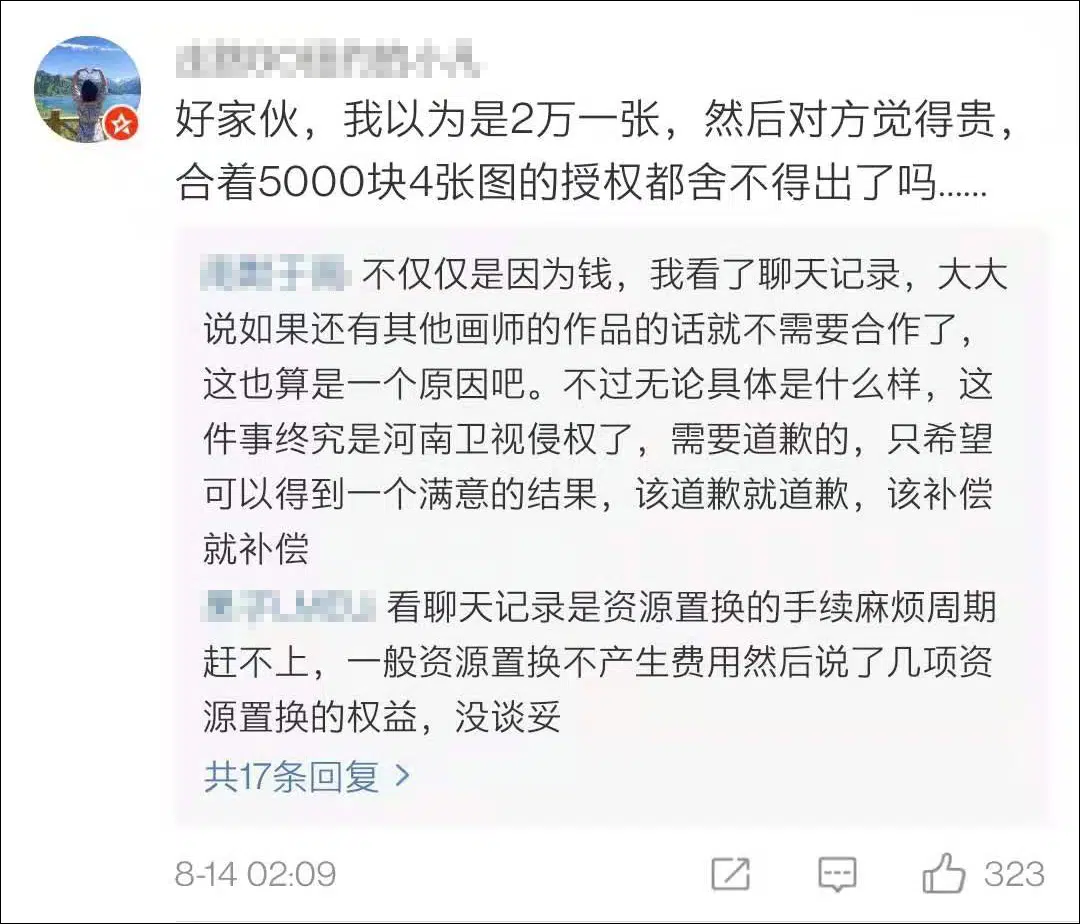 好家伙，我以为是2万一张，然后对方觉得贵，
合着5000块4张图的授权都舍不得出了吗......
不仅仅是因为钱，我看了聊天记录，大大
说如果还有其他画师的作品的话就不需要合作了，
这也算是一个原因吧。不过无论具体是什么样，这
件事终究是河南卫视侵权了，需要道歉的，只希望
可以得到一个满意的结果，该道歉就道歉，该补偿
就补偿
看聊天记录是资源置换的手续麻烦周期
赶不上，一般资源置换不产生费用然后说了几项资
源置换的权益，没谈妥
共17条回复 >
8-14 02:09
323